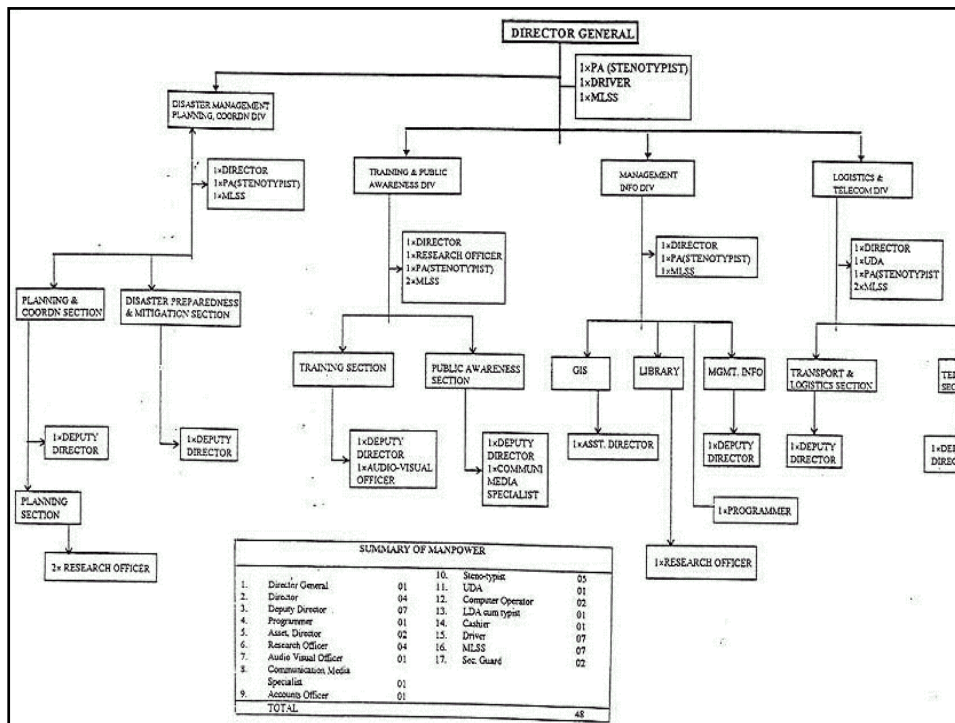 DIRECTOR GENERAL
1×PA (STENOTYPIST)
1×DRIVER
1×MLSS
DISASTER MANAGEMENT
PLANNING, COORDN DIV
1×DIRECTOR
1×PA(STENOTYPIST)
1×MLSS
TRAINING & PUBLIC
AWARENESS DIV
MANAGEMENT
INFO DIV
LOGISTICS &
TELECOM DIV
1×DIRECTOR
1×RESEARCH OFFICER
1×PA(STENOTYPIST)
2×MLSS
1×DIRECTOR
1×PA(STENOTYPIST)
1×MLSS
1×DIRECTOR
1×UDA
1×PA(STENOTYPIST
2×MLSS
PLANNING &
COORDN SECTION
DISASTER PREPAREDNESS
& MITIGATION SECTION
TRAINING SECTION
PUBLIC AWARENESS
SECTION
GIS
LIBRARY
MGMT. INFO
TRANSPORT &
LOGISTICS SECTION
TEL
SEC
1×DEPUTY
DIRECTOR
1×DEPUTY
DIRECTOR
1×DEPUTY
DIRECTOR
1×AUDIO-VISUAL
OFFICER
1×DEPUTY
DIRECTOR
1×COMMUNI
MEDIA
SPECIALIST
1×ASST. DIRECTOR
1×DEPUTY
DIRECTOR
1×DEPUTY
DIRECTOR
1×DEP
DIREC
PLANNING
SECTION
1×PROGRAMMER
2× RESEARCH OFFICER
1×RESEARCH OFFICER
SUMMARY OF MANPOWER
1. Director General 01
2. Director 04
3. Deputy Director 07
4. Programmer 01
5. Asset. Director 02
6. Research Officer 04
7. Audio Visual Officer 01
8. Communication Media
Specialist 01
9. Accounts Officer 01
10. Steno-typist 05
11. UDA 01
12. Computer Operator 02
13. LDA cum typist 01
14. Cashier 01
15. Driver 07
16. MLSS 07
17. Sec. Guard 02
TOTAL 48